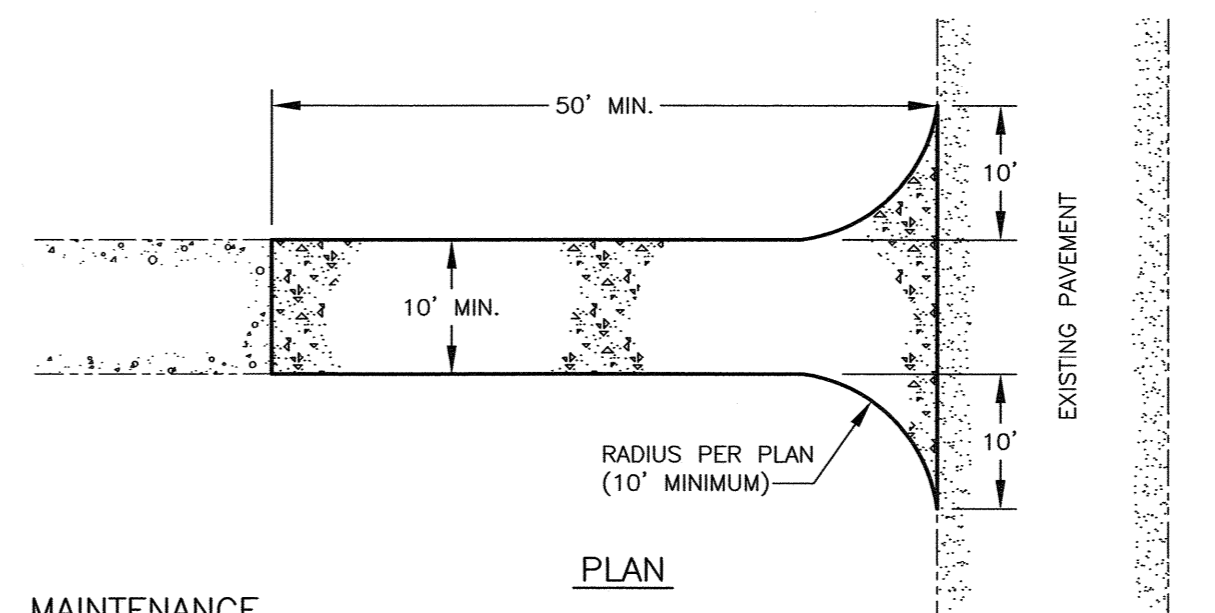 50' MIN.
10'
10' MIN.
EXISTING PAVEMENT
10'
RADIUS PER PLAN
(10' MINIMUM)
PLAN
MAINTENANCE